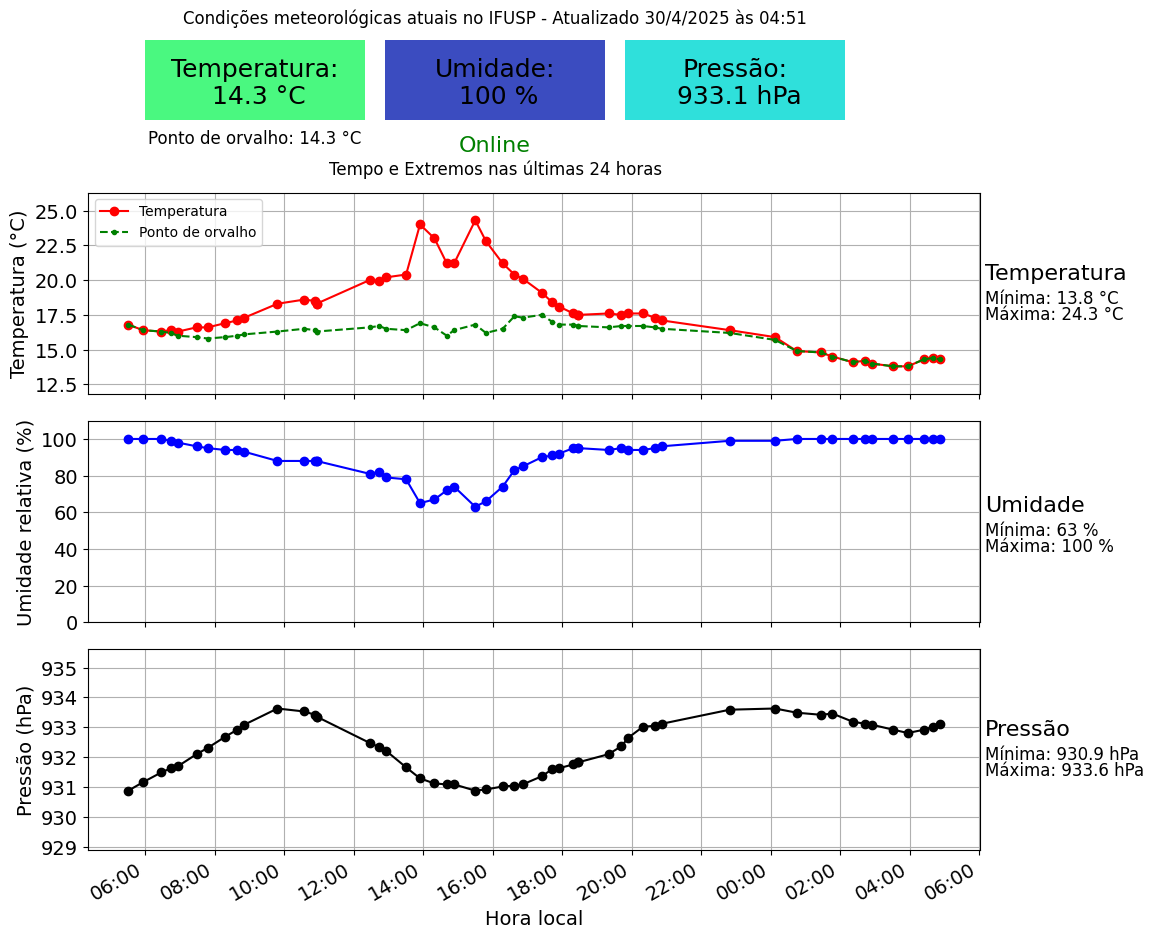 Condições meteorológicas atuais no IFUSP - Atualizado 30/4/2025 às 04:51
Temperatura:
14.3 °C
Umidade:
100 %
Pressão:
933.1 hPa
Ponto de orvalho: 14.3 °C
Online
Tempo e Extremos nas últimas 24 horas
Temperatura (°C)
25.0
22.5
20.0
17.5
15.0
12.5
Temperatura
Ponto de orvalho
Temperatura
Mínima: 13.8 °C
Máxima: 24.3 °C
Umidade relativa (%)
100
80
60
40
20
0
Umidade
Mínima: 63 %
Máxima: 100 %
Pressão (hPa)
935
934
933
932
931
930
929
Pressão
Mínima: 930.9 hPa
Máxima: 933.6 hPa
06:00
08:00
10:00
12:00
14:00
16:00
18:00
20:00
22:00
00:00
02:00
04:00
06:00
Hora local